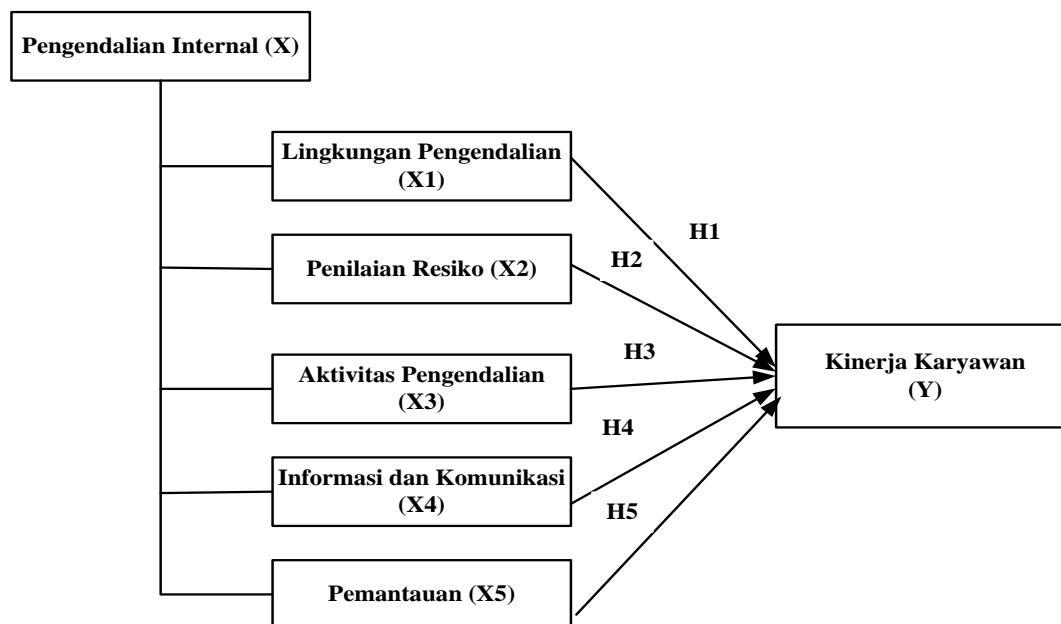 Pengendalian Internal (X)
Lingkungan Pengendalian
(X1)
H1
H2
Penilaian Resiko (X2)
H3
Kinerja Karyawan
(Y)
Aktivitas Pengendalian
(X3)
H4
Informasi dan Komunikasi
(X4)
H5
Pemantauan (X5)